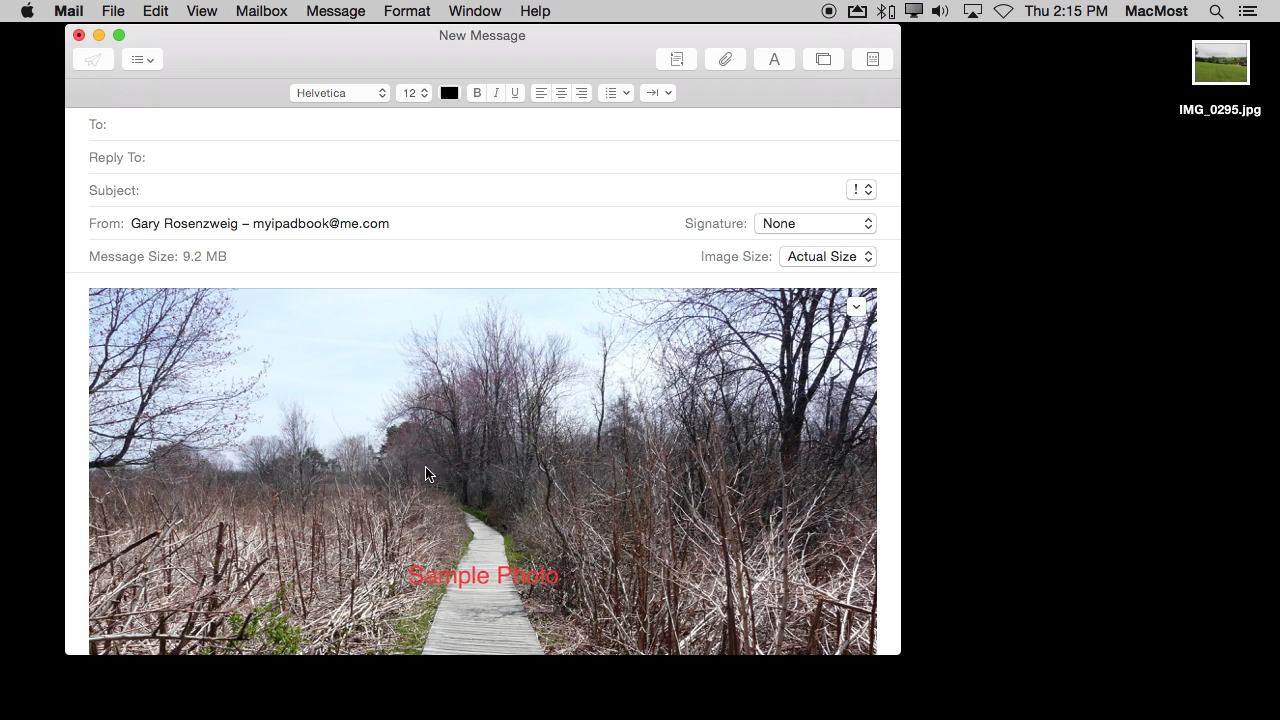 Mail File Edit View Mailbox Message Format Window Help Thu 2:15 PM MacMost
New Message
IMG_0295.jpg
A
Helvetica 12 B I U
To:
Reply To:
Subject: !
From: Gary Rosenzweig – myipadbook@me.com Signature: None
Message Size: 9.2 MB Image Size: Actual Size
Sample Photo